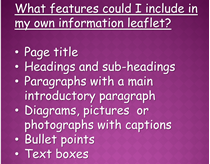 What features could I include in
my own information leaflet?
• Page title
• Headings and sub-headings
• Paragraphs with a main
introductory paragraph
• Diagrams, pictures or
photographs with captions
• Bullet points
• Text boxes